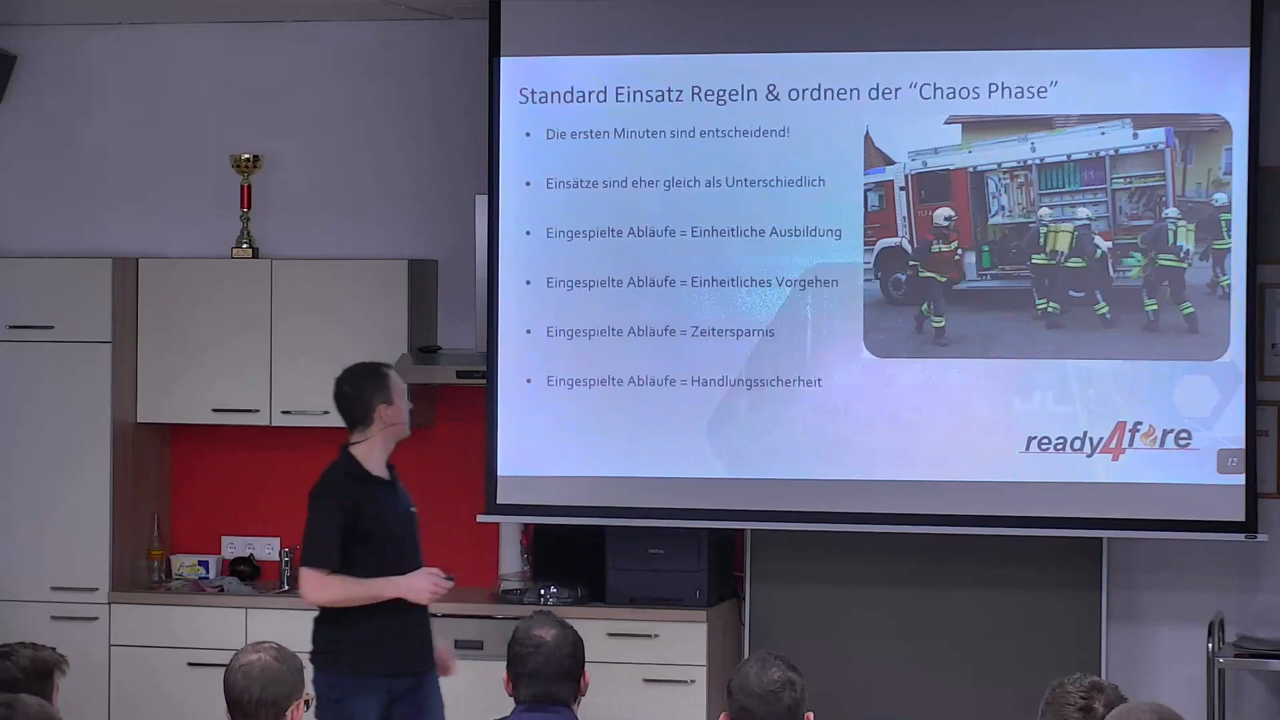 Standard Einsatz Regeln & ordnen der “Chaos Phase”
• Die ersten Minuten sind entscheidend!
• Einsätze sind eher gleich als Unterschiedlich
• Eingespielte Abläufe = Einheitliche Ausbildung
• Eingespielte Abläufe = Einheitliches Vorgehen
• Eingespielte Abläufe = Zeitersparnis
• Eingespielte Abläufe = Handlungssicherheit
ready4fire
12
brother